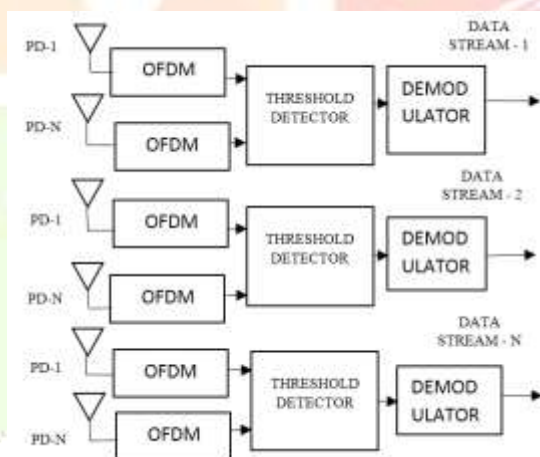 DATA
STREAM - 1
PD-1
OFDM
THRESHOLD
DETECTOR
DEMOD
ULATOR
PD-N
OFDM
DATA
STREAM - 2
PD-1
OFDM
THRESHOLD
DETECTOR
DEMOD
ULATOR
PD-N
OFDM
DATA
STREAM - N
PD-1
OFDM
THRESHOLD
DETECTOR
DEMOD
ULATOR
PD-N
OFDM